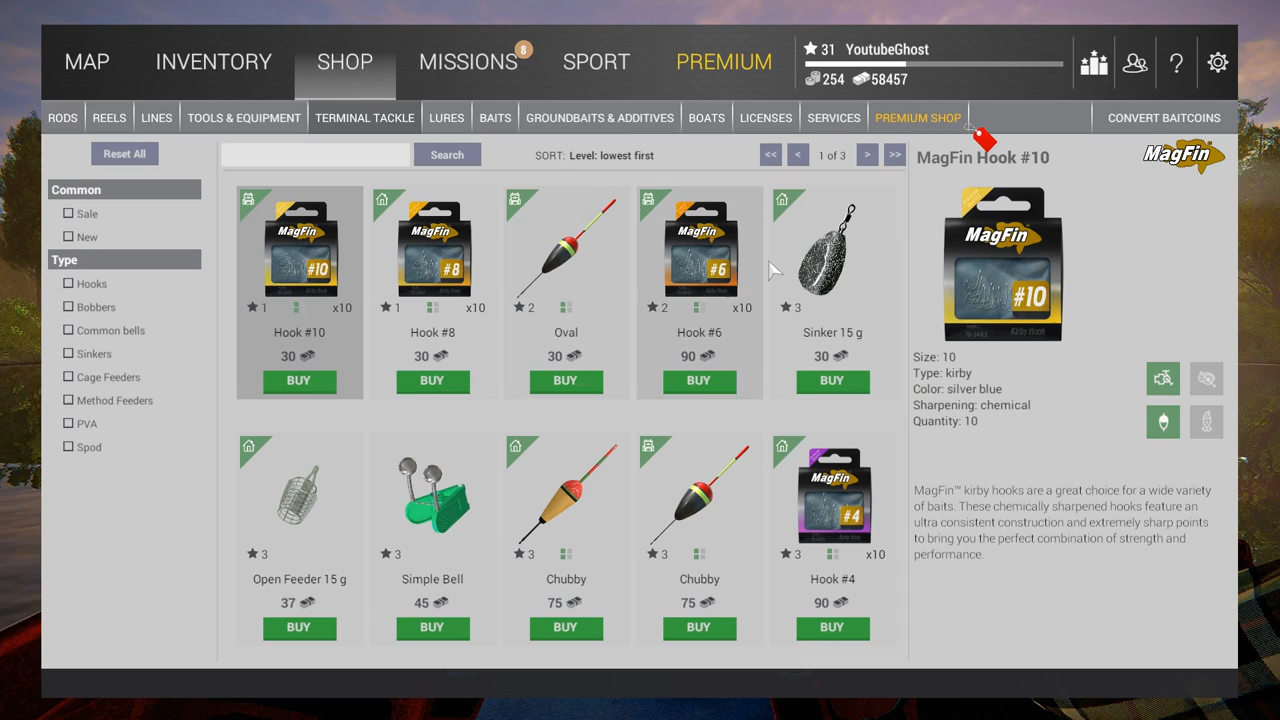 MAP INVENTORY SHOP MISSIONS 8 SPORT PREMIUM
31 YoutubeGhost
254 58457
?
RODS REELS LINES TOOLS & EQUIPMENT TERMINAL TACKLE LURES BAITS GROUNDBAITS & ADDITIVES BOATS LICENSES SERVICES PREMIUM SHOP CONVERT BAITCOINS
Reset All
Search
SORT: Level: lowest first
<< < 1 of 3 > >>
Common
Sale
New
Type
Hooks
Bobbers
Common bells
Sinkers
Cage Feeders
Method Feeders
PVA
Spod
MagFin #10
1 x10
Hook #10
30
BUY
MagFin #8
1 x10
Hook #8
30
BUY
2
Oval
30
BUY
MagFin #6
2 x10
Hook #6
90
BUY
3
Sinker 15 g
30
BUY
3
Open Feeder 15 g
37
BUY
3
Simple Bell
45
BUY
3
Chubby
75
BUY
3
Chubby
75
BUY
MagFin #4
3 x10
Hook #4
90
BUY
MagFin Hook #10
MagFin
MagFin
#10
Kirby Hook
Size: 10
Type: kirby
Color: silver blue
Sharpening: chemical
Quantity: 10
MagFin™ kirby hooks are a great choice for a wide variety
of baits. These chemically sharpened hooks feature an
ultra consistent construction and extremely sharp points
to bring you the perfect combination of strength and
performance.